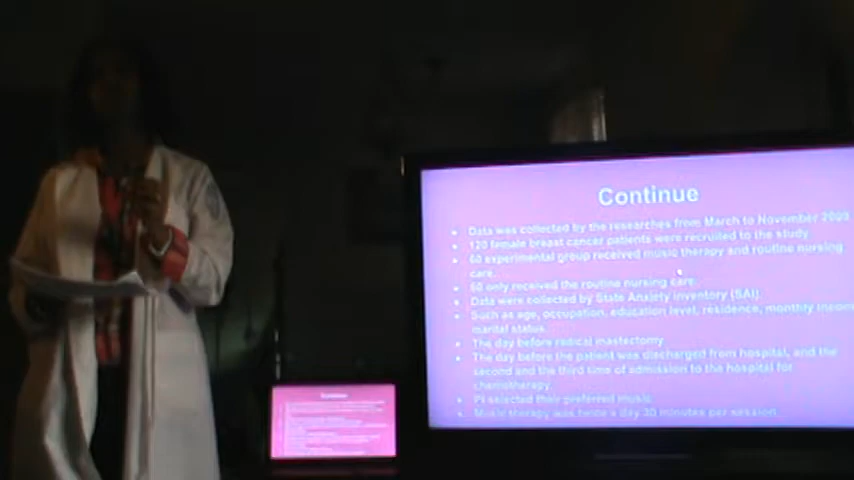 Continue
• Data was collected by the researches from March to November 2009
• 120 female breast cancer patients were recruited to the study.
• 60 experimental group received music therapy and routine nursing
care.
• 60 only received the routine nursing care.
• Data were collected by State Anxiety Inventory (SAI)
• Such as age, occupation, education level, residence, monthly income
marital status.
• The day before radical mastectomy
• The day before the patient was discharged from hospital, and the
second and the third time of admission to the hospital for
chemotherapy.
• Pt selected their preferred music.
• Music therapy was twice a day 30 minutes per session.